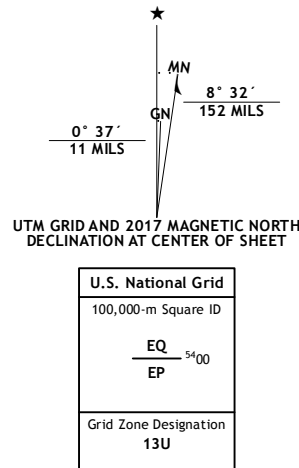 ★
MN
GN
8° 32´
152 MILS
0° 37´
11 MILS
UTM GRID AND 2017 MAGNETIC NORTH
DECLINATION AT CENTER OF SHEET
U.S. National Grid
100,000-m Square ID
EQ
⁵⁴00
EP
Grid Zone Designation
13U